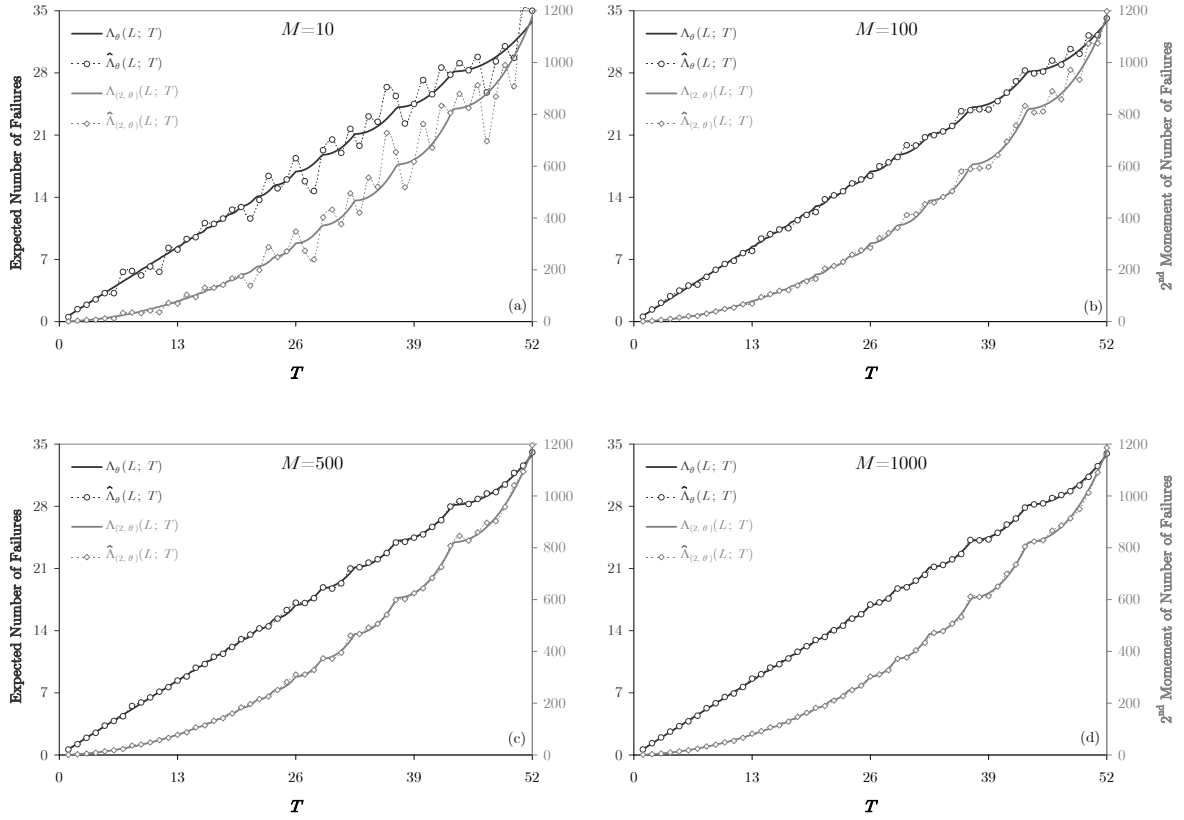 M=10
Λθ(L; T)
Λ̂θ(L; T)
Λ(2, θ)(L; T)
Λ̂(2, θ)(L; T)
Expected Number of Failures
35
28
21
14
7
0
1200
1000
800
600
400
200
0
(a)
0 13 26 39 52
T
M=100
Λθ(L; T)
Λ̂θ(L; T)
Λ(2, θ)(L; T)
Λ̂(2, θ)(L; T)
35
28
21
14
7
0
1200
1000
800
600
400
200
0
2nd Momement of Number of Failures
(b)
0 13 26 39 52
T
M=500
Λθ(L; T)
Λ̂θ(L; T)
Λ(2, θ)(L; T)
Λ̂(2, θ)(L; T)
Expected Number of Failures
35
28
21
14
7
0
1200
1000
800
600
400
200
0
(c)
0 13 26 39 52
T
M=1000
Λθ(L; T)
Λ̂θ(L; T)
Λ(2, θ)(L; T)
Λ̂(2, θ)(L; T)
35
28
21
14
7
0
1200
1000
800
600
400
200
0
2nd Momement of Number of Failures
(d)
0 13 26 39 52
T